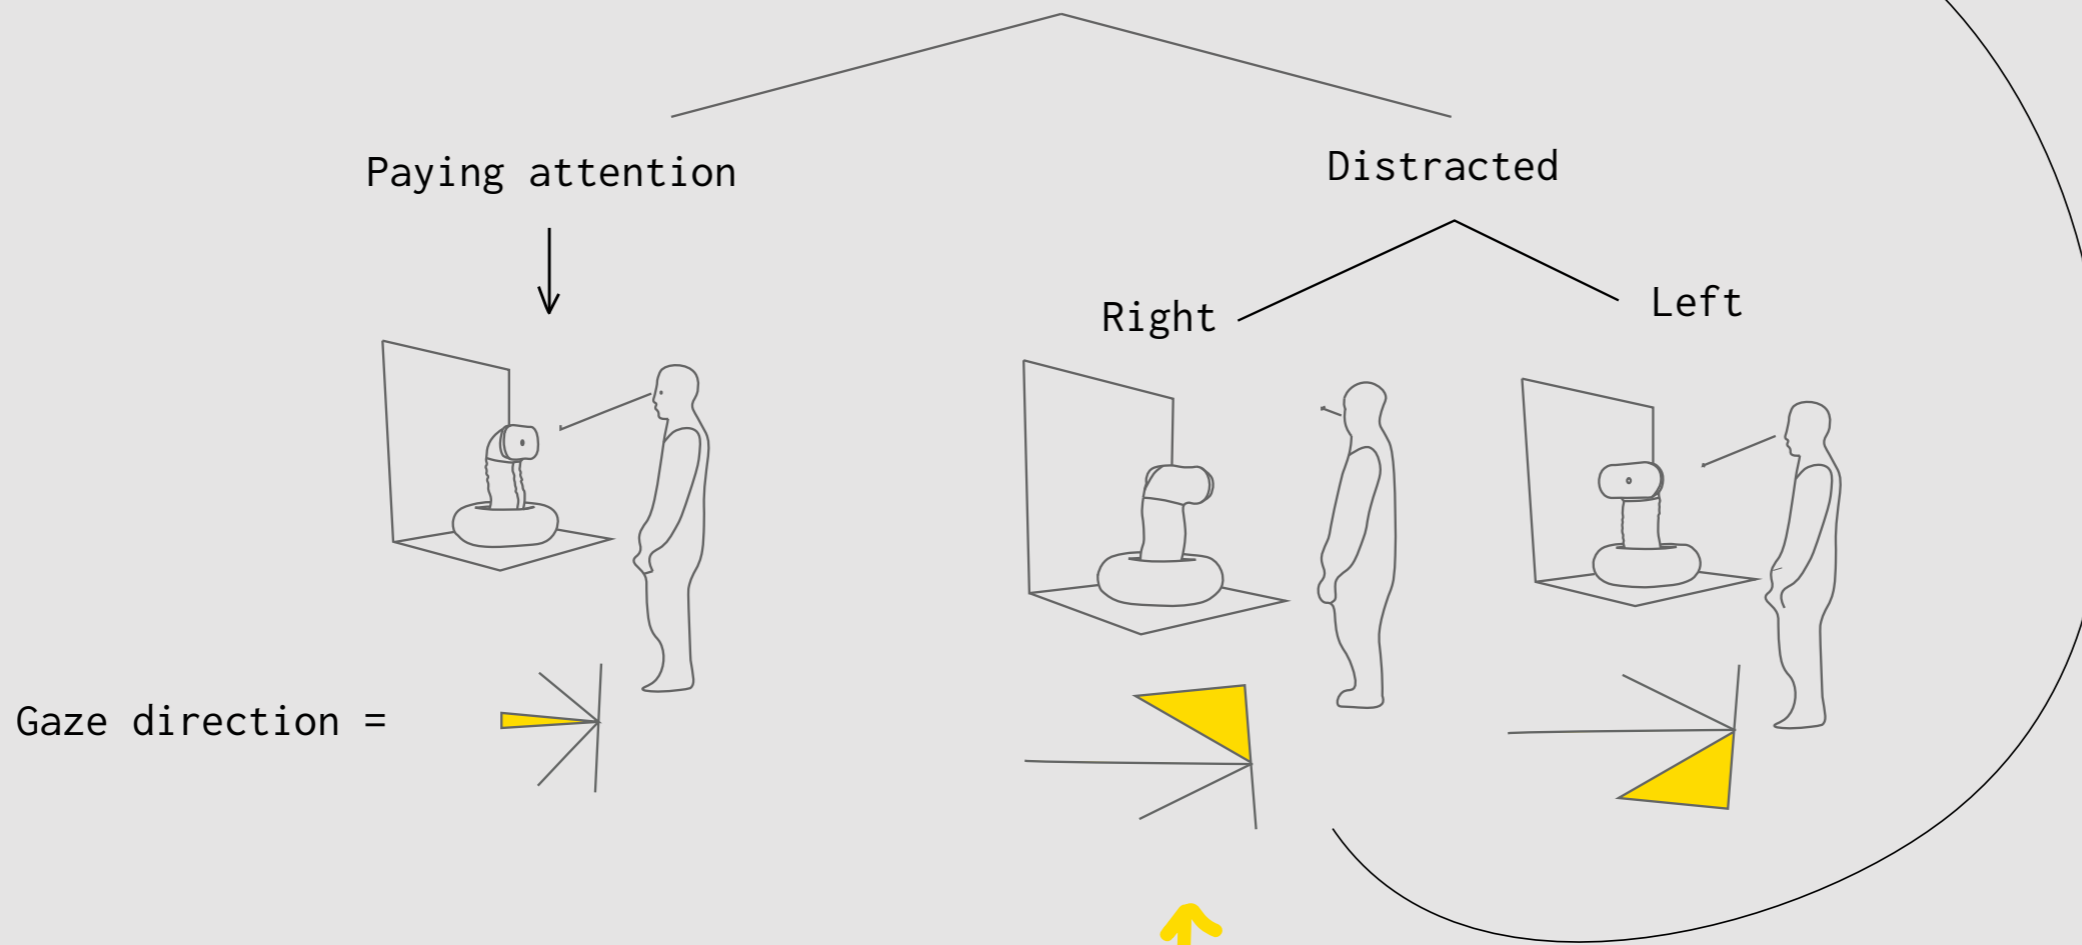 Paying attention
Distracted
Right
Left
Gaze direction =